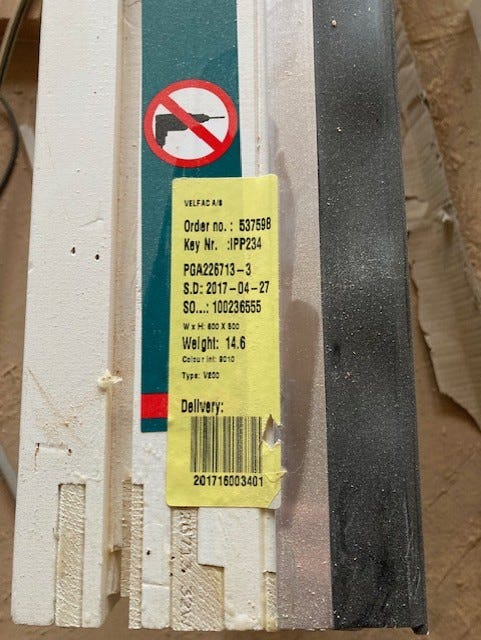 VELFAC A/S
Order no. : 537598
Key Nr. :IPP234
PGA226713-3
S.D: 2017-04-27
SO...: 100236555
W x H: 600 X 500
Weight: 14.6
Colour int: 9010
Type: V200
Delivery:
201716003401